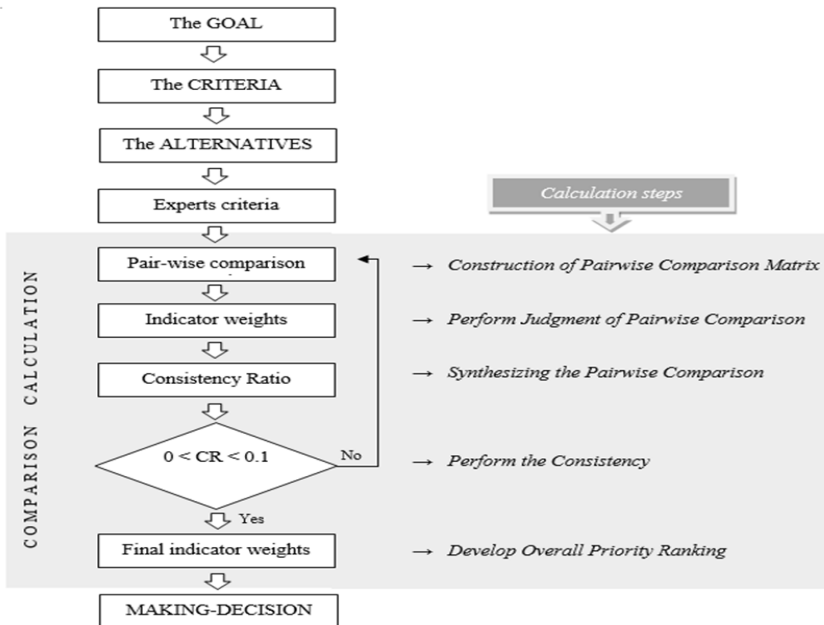 The GOAL
The CRITERIA
The ALTERNATIVES
Experts criteria
Calculation steps
COMPARISON CALCULATION
Pair-wise comparison
→ Construction of Pairwise Comparison Matrix
Indicator weights
→ Perform Judgment of Pairwise Comparison
Consistency Ratio
→ Synthesizing the Pairwise Comparison
0 < CR < 0.1
No
→ Perform the Consistency
Yes
Final indicator weights
→ Develop Overall Priority Ranking
MAKING-DECISION